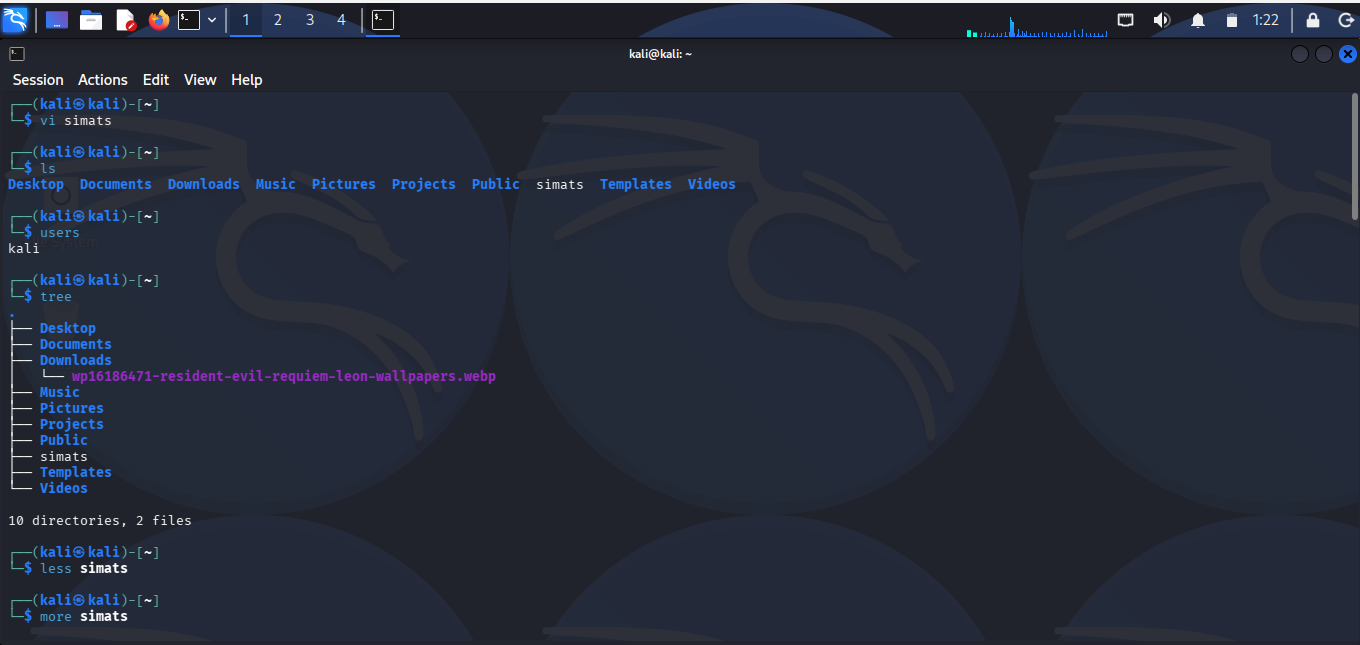 1 2 3 4 1:22
kali@kali: ~
Session Actions Edit View Help
┌──(kali㉿kali)-[~]
└─$ vi simats
┌──(kali㉿kali)-[~]
└─$ ls
Desktop Documents Downloads Music Pictures Projects Public simats Templates Videos
┌──(kali㉿kali)-[~]
└─$ users
kali
┌──(kali㉿kali)-[~]
└─$ tree
.
├── Desktop
├── Documents
├── Downloads
│   └── wp16186471-resident-evil-requiem-leon-wallpapers.webp
├── Music
├── Pictures
├── Projects
├── Public
├── simats
├── Templates
└── Videos
10 directories, 2 files
┌──(kali㉿kali)-[~]
└─$ less simats
┌──(kali㉿kali)-[~]
└─$ more simats